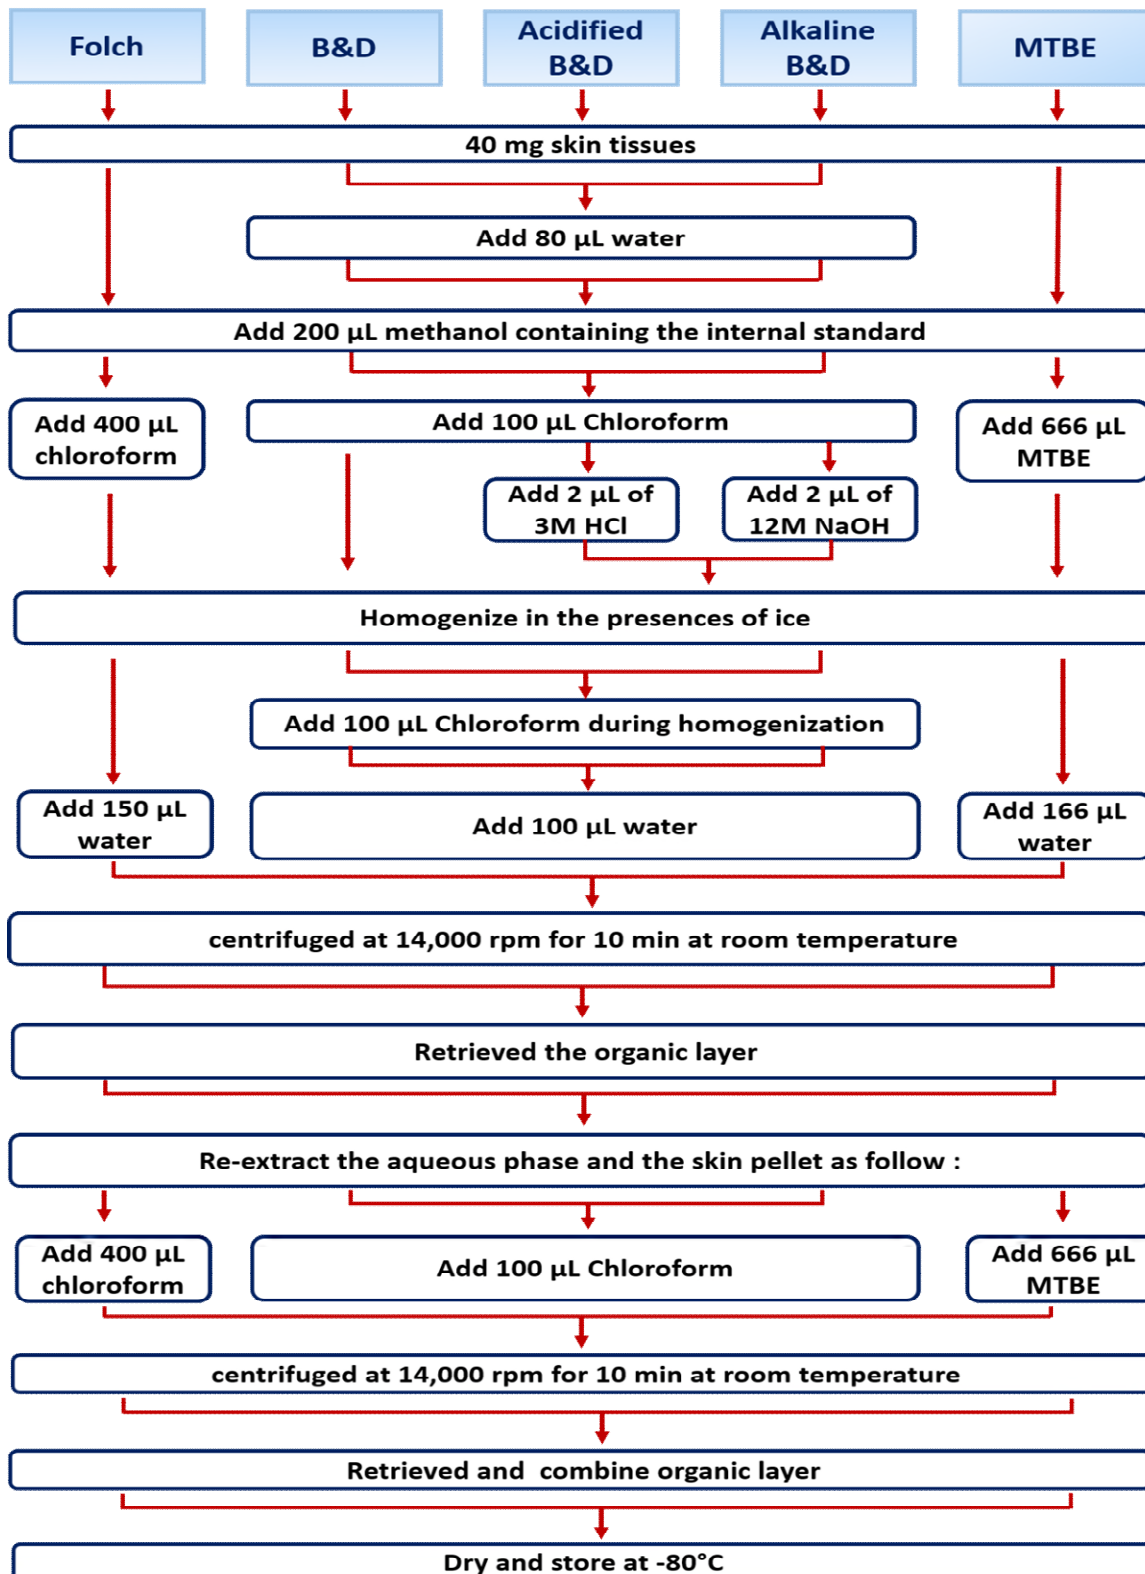 Folch
B&D
Acidified
B&D
Alkaline
B&D
MTBE
40 mg skin tissues
Add 80 µL water
Add 200 µL methanol containing the internal standard
Add 400 µL
chloroform
Add 100 µL Chloroform
Add 666 µL
MTBE
Add 2 µL of
3M HCl
Add 2 µL of
12M NaOH
Homogenize in the presences of ice
Add 100 µL Chloroform during homogenization
Add 150 µL
water
Add 100 µL water
Add 166 µL
water
centrifuged at 14,000 rpm for 10 min at room temperature
Retrieved the organic layer
Re-extract the aqueous phase and the skin pellet as follow :
Add 400 µL
chloroform
Add 100 µL Chloroform
Add 666 µL
MTBE
centrifuged at 14,000 rpm for 10 min at room temperature
Retrieved and combine organic layer
Dry and store at -80°C